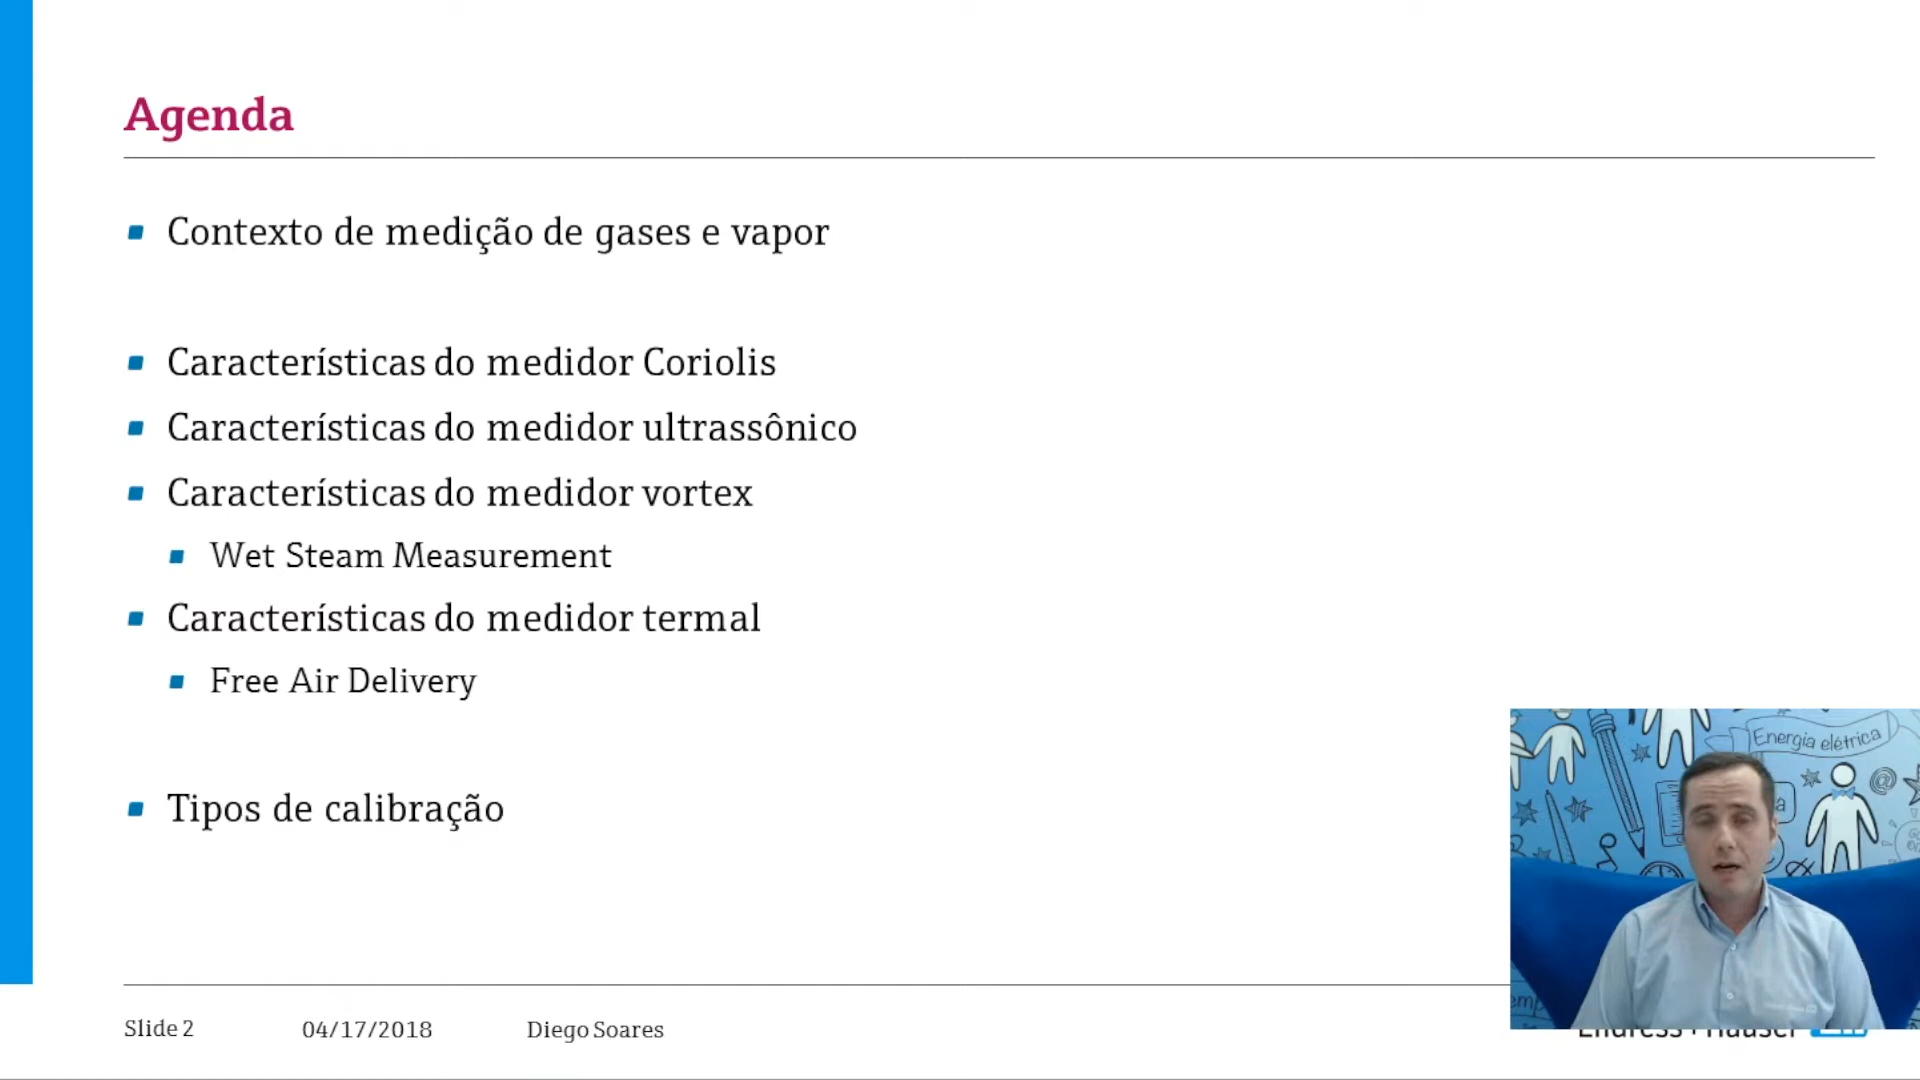 Agenda
Contexto de medição de gases e vapor
Características do medidor Coriolis
Características do medidor ultrassônico
Características do medidor vortex
Wet Steam Measurement
Características do medidor termal
Free Air Delivery
Tipos de calibração
Energia elétrica
Slide 2 04/17/2018 Diego Soares